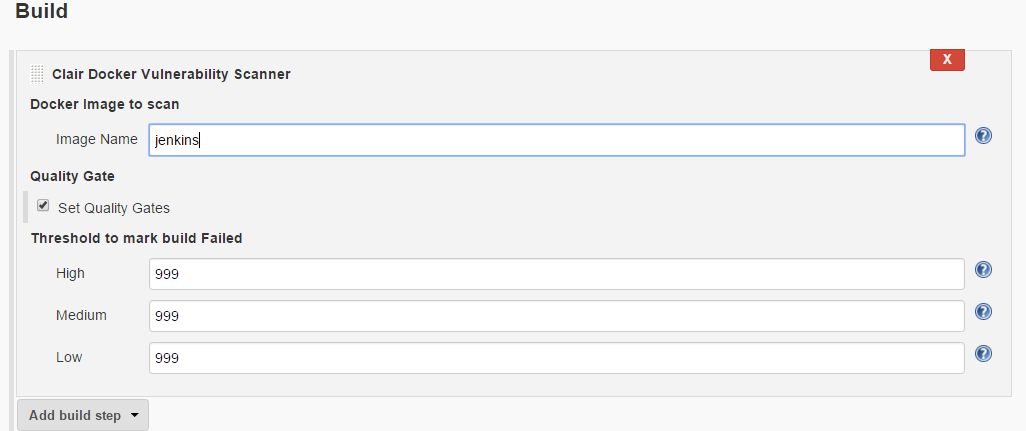 Build
X
Clair Docker Vulnerability Scanner
Docker Image to scan
Image Name jenkins ?
Quality Gate
Set Quality Gates
Threshold to mark build Failed
High 999 ?
Medium 999 ?
Low 999 ?
Add build step